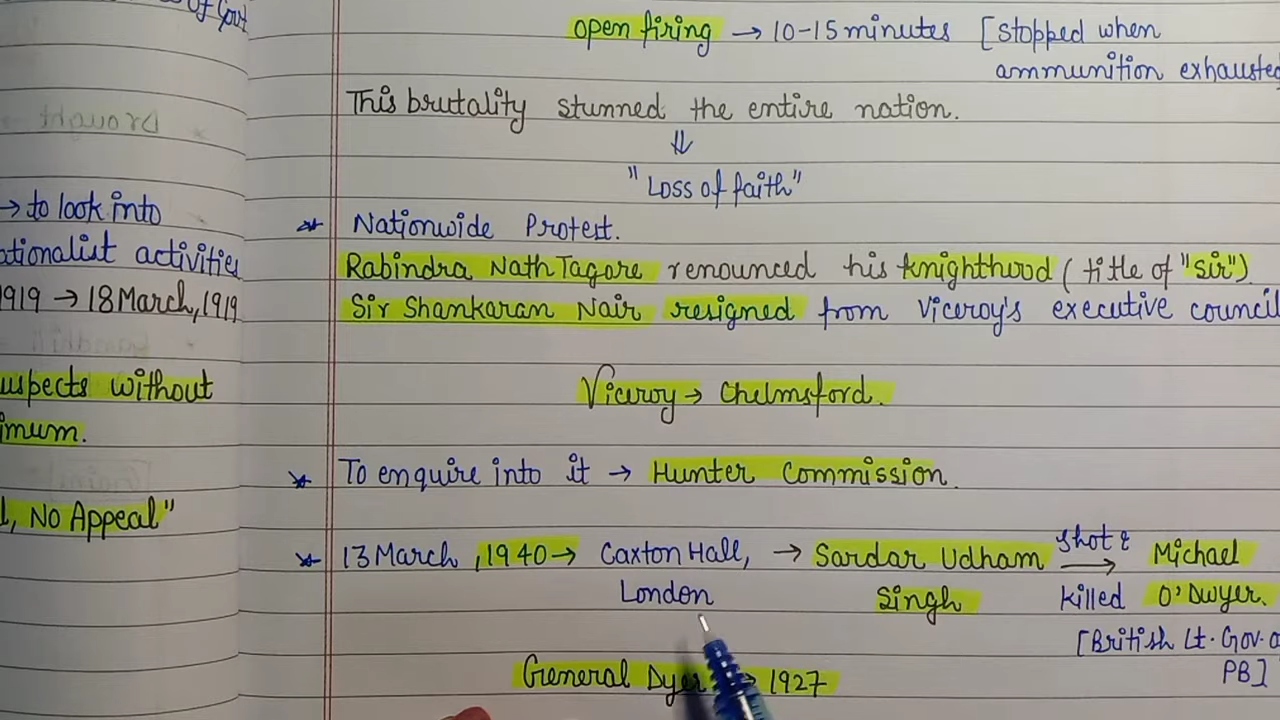 of Govt
→ to look into
ationalist activities
1919 → 18 March, 1919
uspects without
imum.
l, No Appeal"
open firing → 10-15 minutes [stopped when
ammunition exhausted
This brutality stunned the entire nation.
⇓
"Loss of faith"
* Nationwide Protest.
Rabindra Nath Tagore renounced his knighthood (title of "Sir")
Sir Shankaran Nair resigned from Viceroy's executive council
Viceroy → Chelmsford.
* To enquire into it → Hunter Commission.
* 13 March, 1940 → Caxton Hall, → Sardar Udham shot & → Michael
London Singh killed O'Dwyer.
[British Lt. Gov. o
PB]
General Dyer → 1927